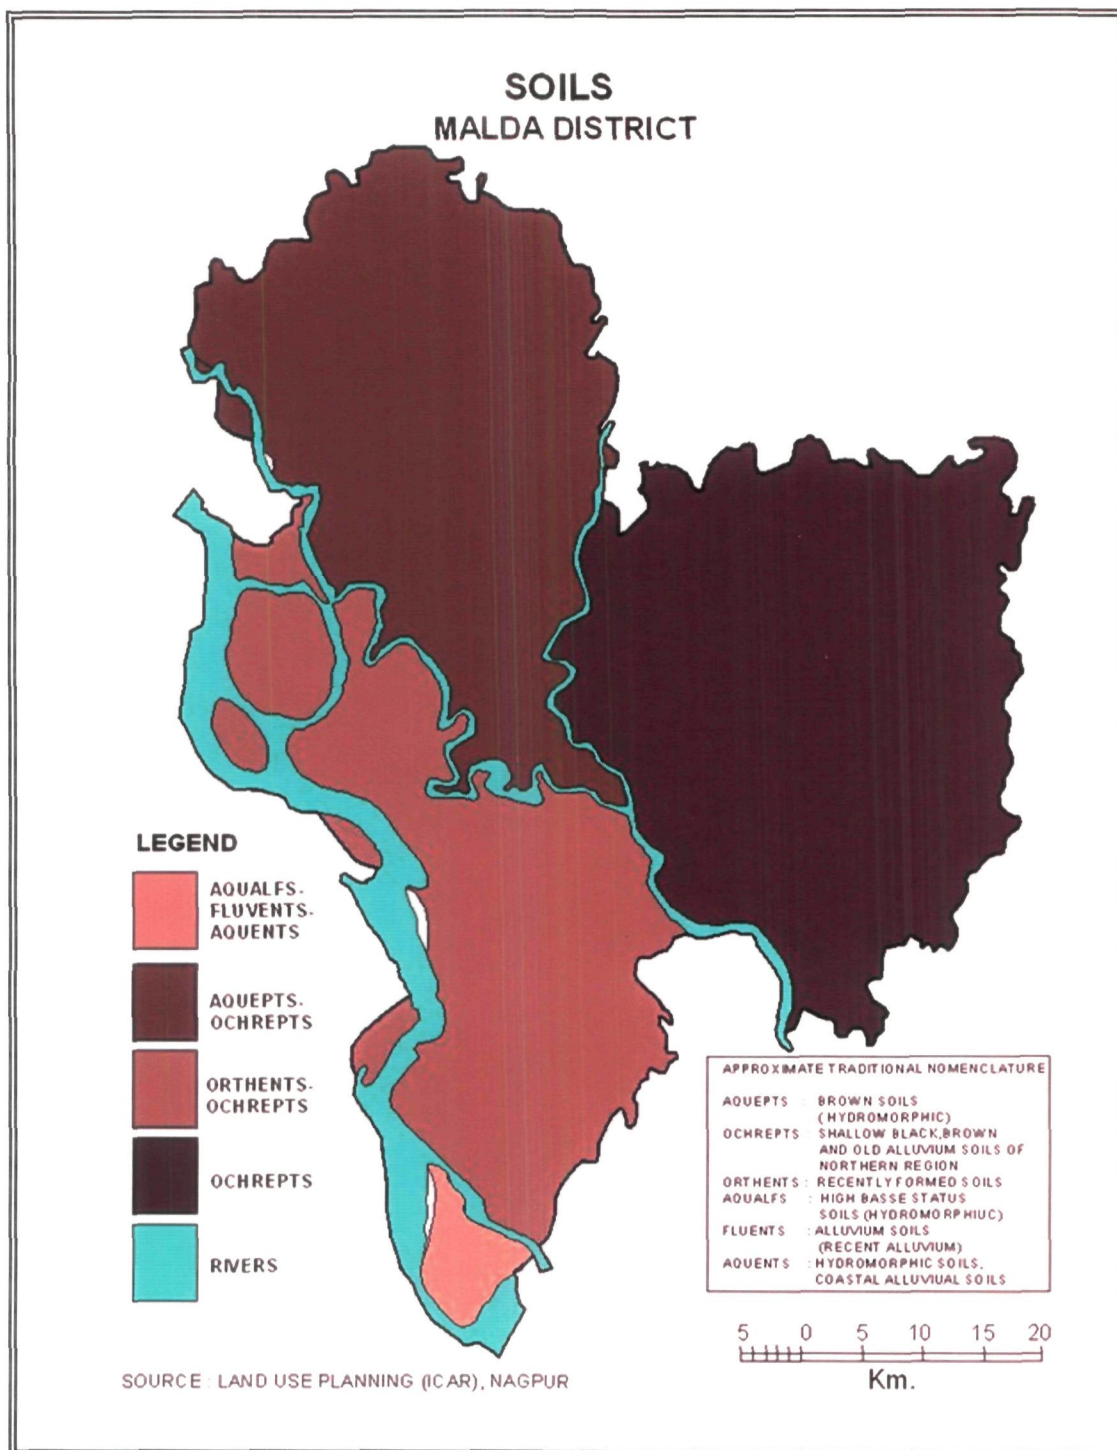 SOILS
MALDA DISTRICT
LEGEND
AQUALFS-
FLUVENTS-
AQUENTS
AQUEPTS-
OCHREPTS
ORTHENTS-
OCHREPTS
OCHREPTS
RIVERS
APPROXIMATE TRADITIONAL NOMENCLATURE
AQUEPTS : BROWN SOILS
(HYDROMORPHIC)
OCHREPTS : SHALLOW BLACK,BROWN
AND OLD ALLUVIUM SOILS OF
NORTHERN REGION
ORTHENTS : RECENTLY FORMED SOILS
AQUALFS : HIGH BASSE STATUS
SOILS (HYDROMORPHIUC)
FLUENTS : ALLUVIUM SOILS
(RECENT ALLUVIUM)
AQUENTS : HYDROMORPHIC SOILS,
COASTAL ALLUVIUAL SOILS
5 0 5 10 15 20
Km.
SOURCE : LAND USE PLANNING (ICAR), NAGPUR